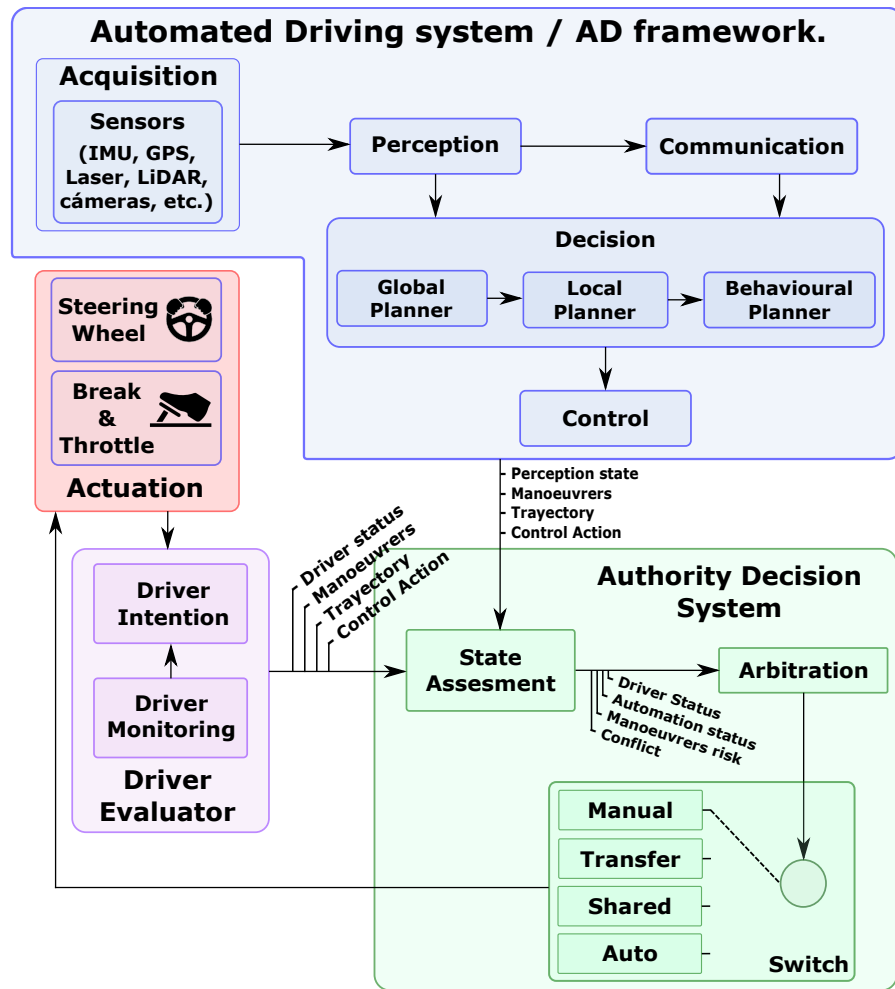 Automated Driving system / AD framework.
Acquisition
Sensors
(IMU, GPS,
Laser, LiDAR,
cámeras, etc.)
Perception
Communication
Decision
Global
Planner
Local
Planner
Behavioural
Planner
Control
Steering
Wheel
Break
&
Throttle
Actuation
- Perception state
- Manoeuvrers
- Trayectory
- Control Action
Driver
Intention
Driver
Monitoring
Driver
Evaluator
Driver status
Manoeuvrers
Trayectory
Control Action
Authority Decision
System
State
Assesment
Arbitration
Driver Status
Automation status
Manoeuvrers risk
Conflict
Manual
Transfer
Shared
Auto
Switch